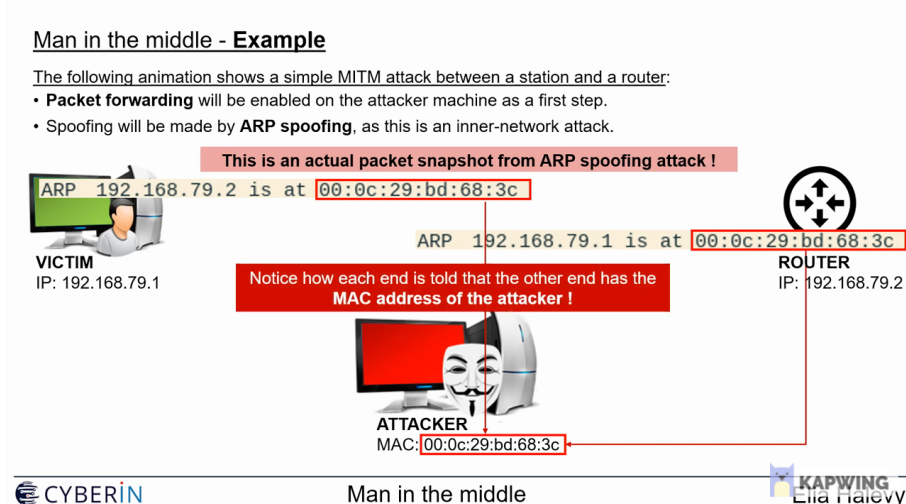 Man in the middle - Example
The following animation shows a simple MITM attack between a station and a router:
• Packet forwarding will be enabled on the attacker machine as a first step.
• Spoofing will be made by ARP spoofing, as this is an inner-network attack.
This is an actual packet snapshot from ARP spoofing attack !
ARP 192.168.79.2 is at 00:0c:29:bd:68:3c
ARP 192.168.79.1 is at 00:0c:29:bd:68:3c
VICTIM
IP: 192.168.79.1
ROUTER
IP: 192.168.79.2
Notice how each end is told that the other end has the
MAC address of the attacker !
ATTACKER
MAC: 00:0c:29:bd:68:3c
CYBERIN
Man in the middle
KAPWING
Ella Halevy